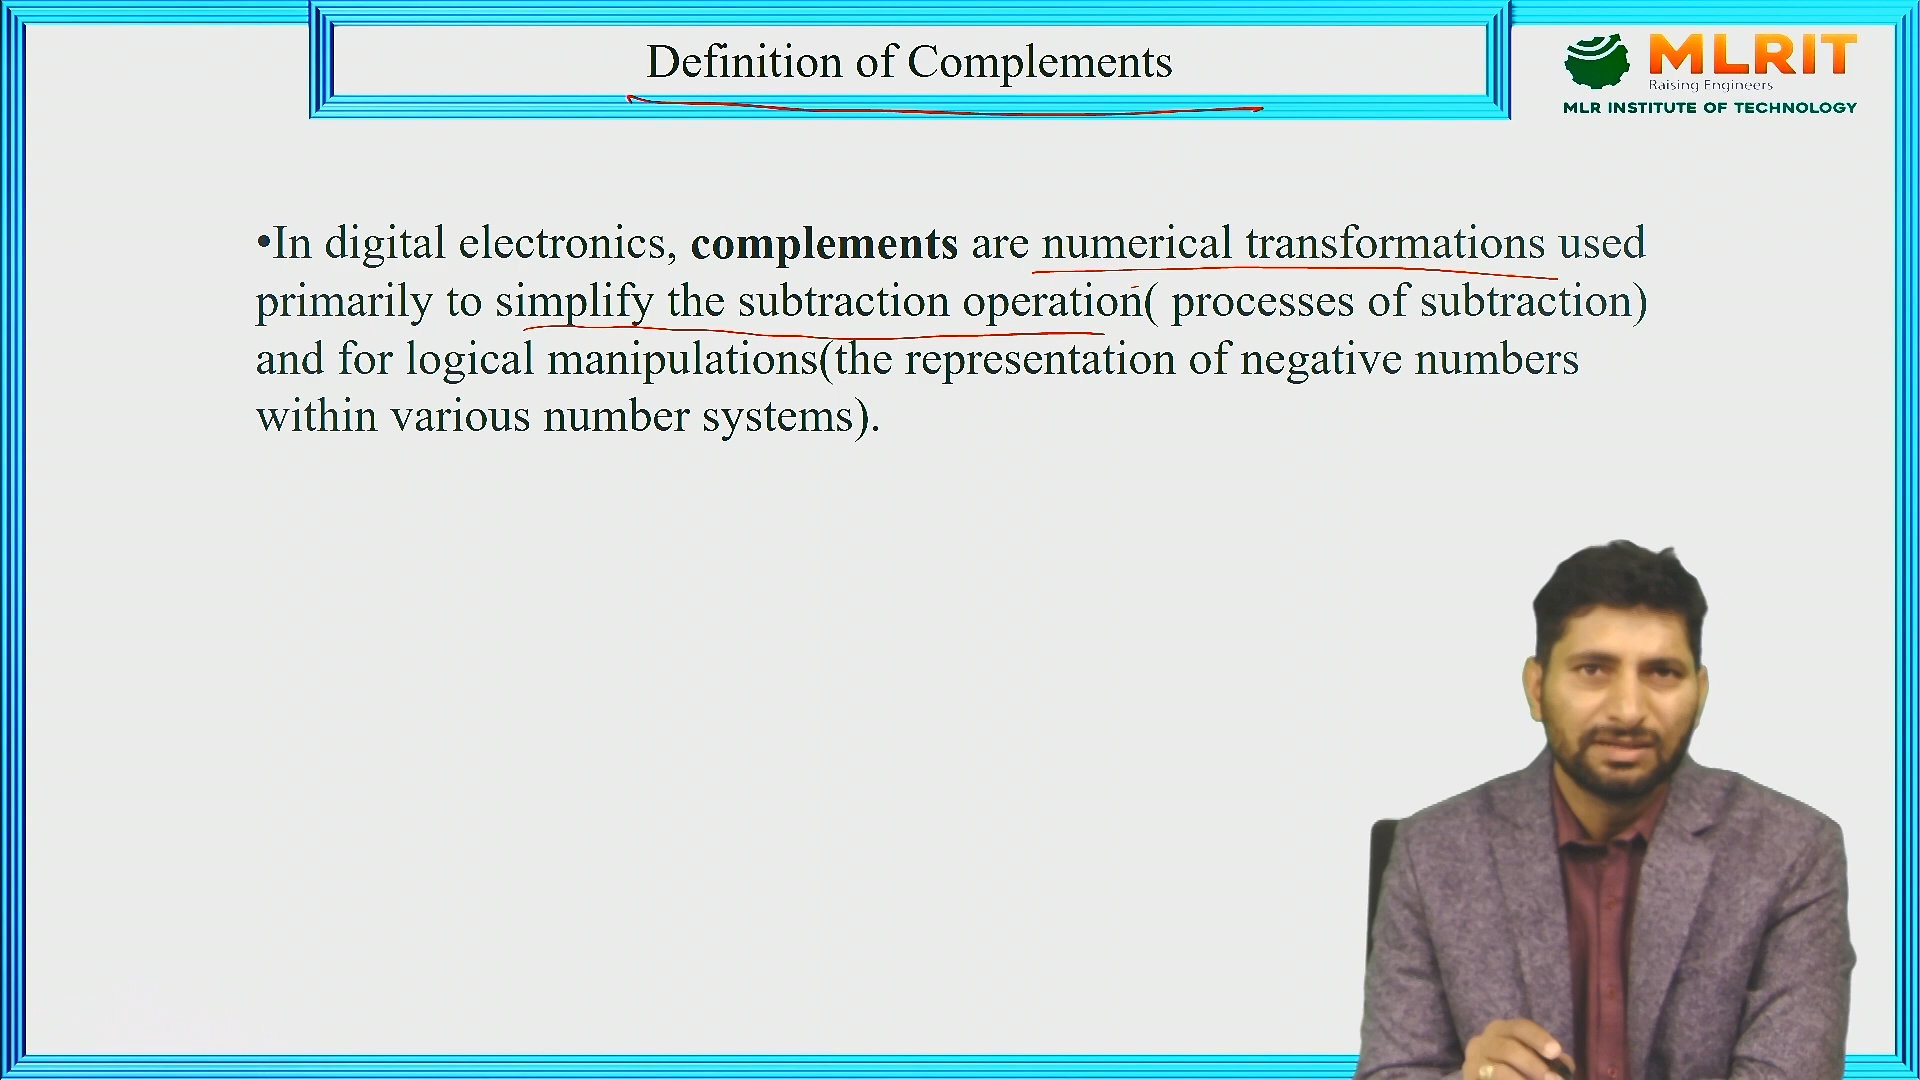 Definition of Complements
MLRIT
Raising Engineers
MLR INSTITUTE OF TECHNOLOGY
•In digital electronics, complements are numerical transformations used
primarily to simplify the subtraction operation( processes of subtraction)
and for logical manipulations(the representation of negative numbers
within various number systems).